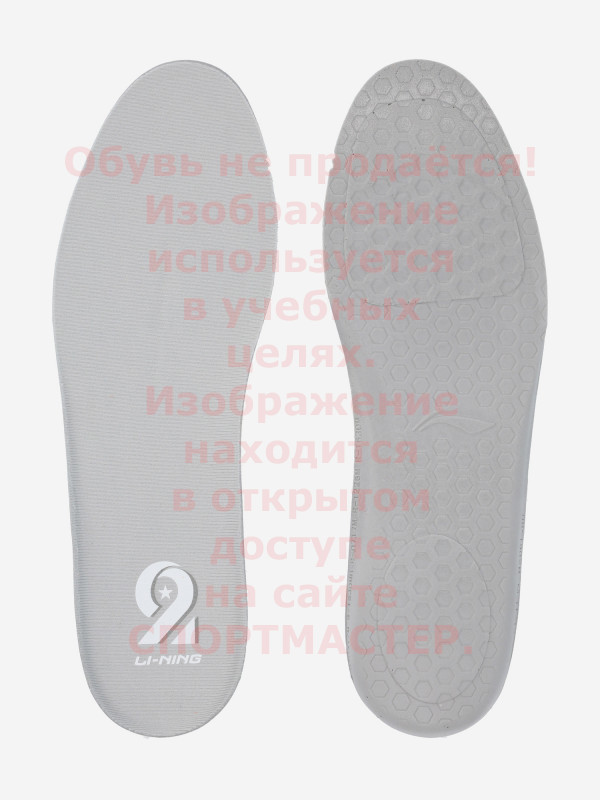 Обувь не продаётся!
Изображение
используется
в учебных
целях.
Изображение
находится
в открытом
доступе
на сайте
СПОРТМАСТЕР.
LI-NING